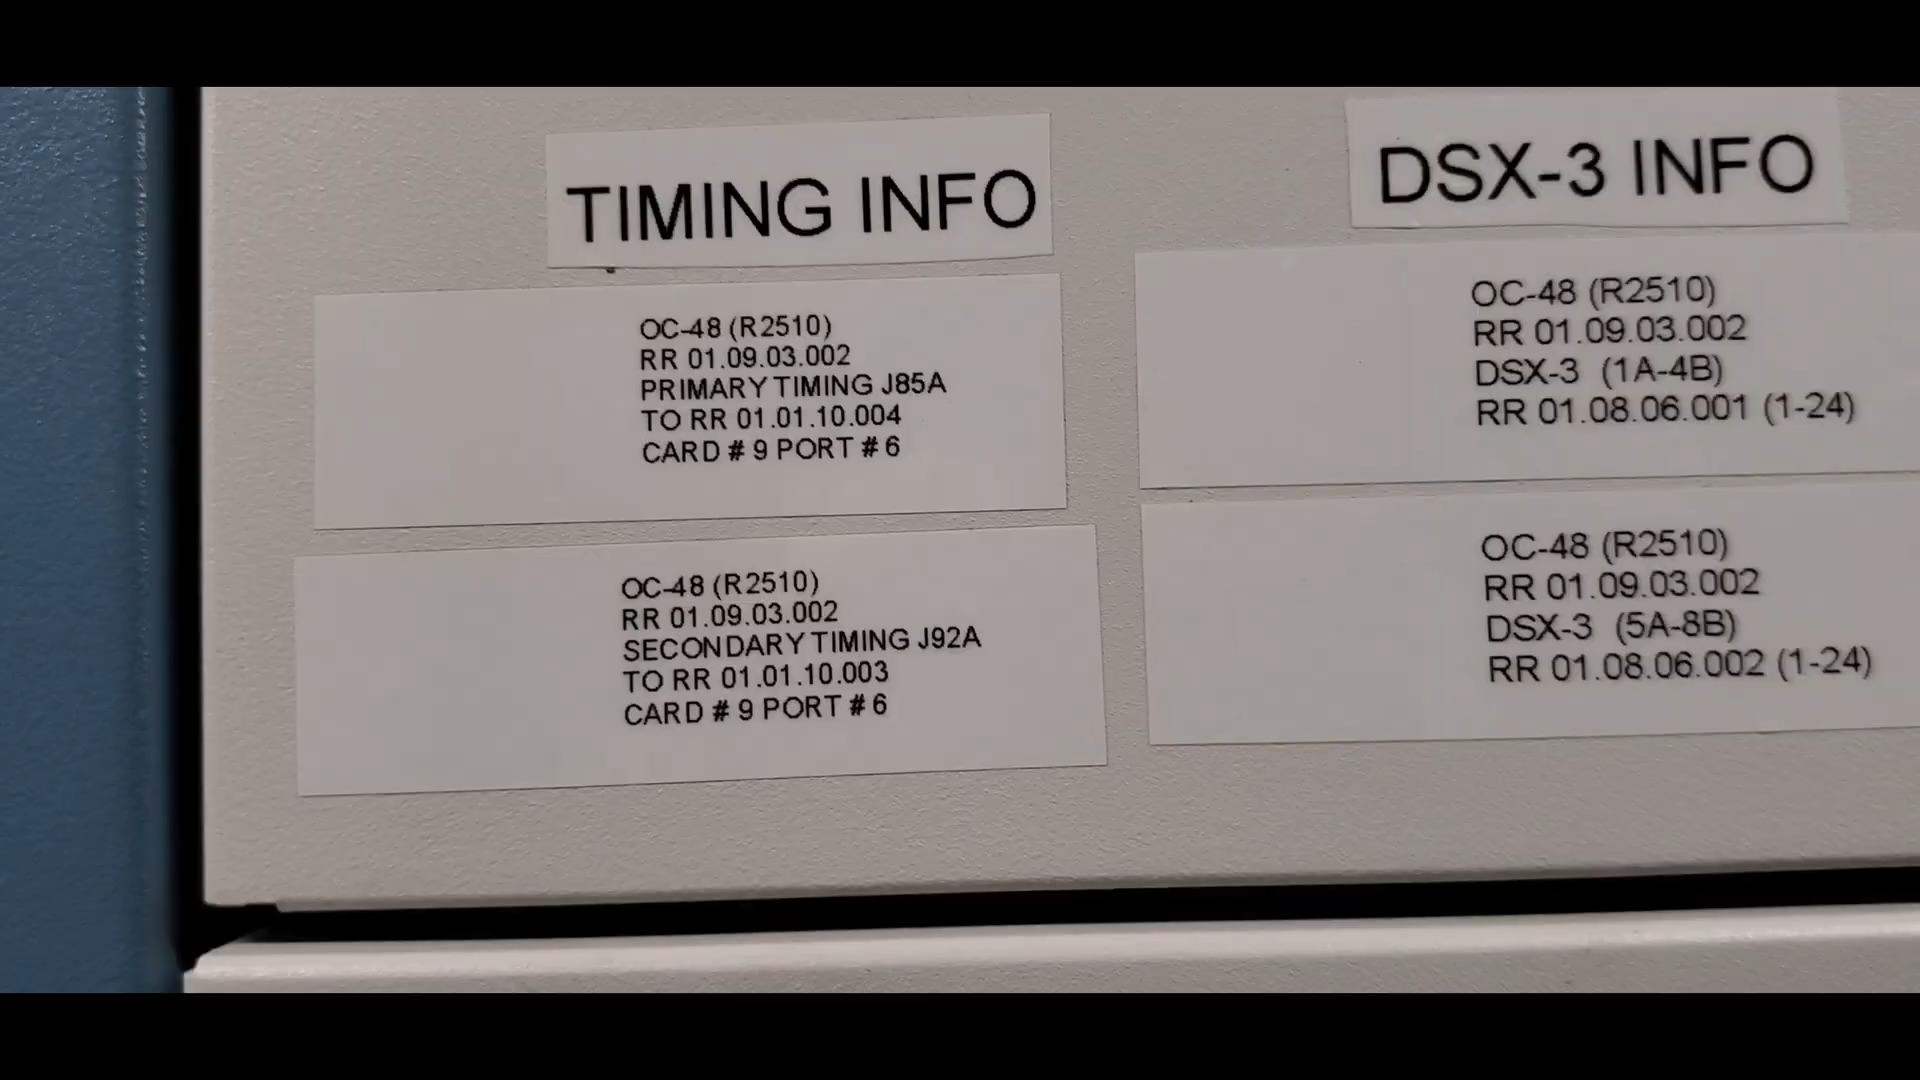 TIMING INFO
OC-48 (R2510)
RR 01.09.03.002
PRIMARY TIMING J85A
TO RR 01.01.10.004
CARD # 9 PORT # 6
OC-48 (R2510)
RR 01.09.03.002
SECONDARY TIMING J92A
TO RR 01.01.10.003
CARD # 9 PORT # 6
DSX-3 INFO
OC-48 (R2510)
RR 01.09.03.002
DSX-3 (1A-4B)
RR 01.08.06.001 (1-24)
OC-48 (R2510)
RR 01.09.03.002
DSX-3 (5A-8B)
RR 01.08.06.002 (1-24)